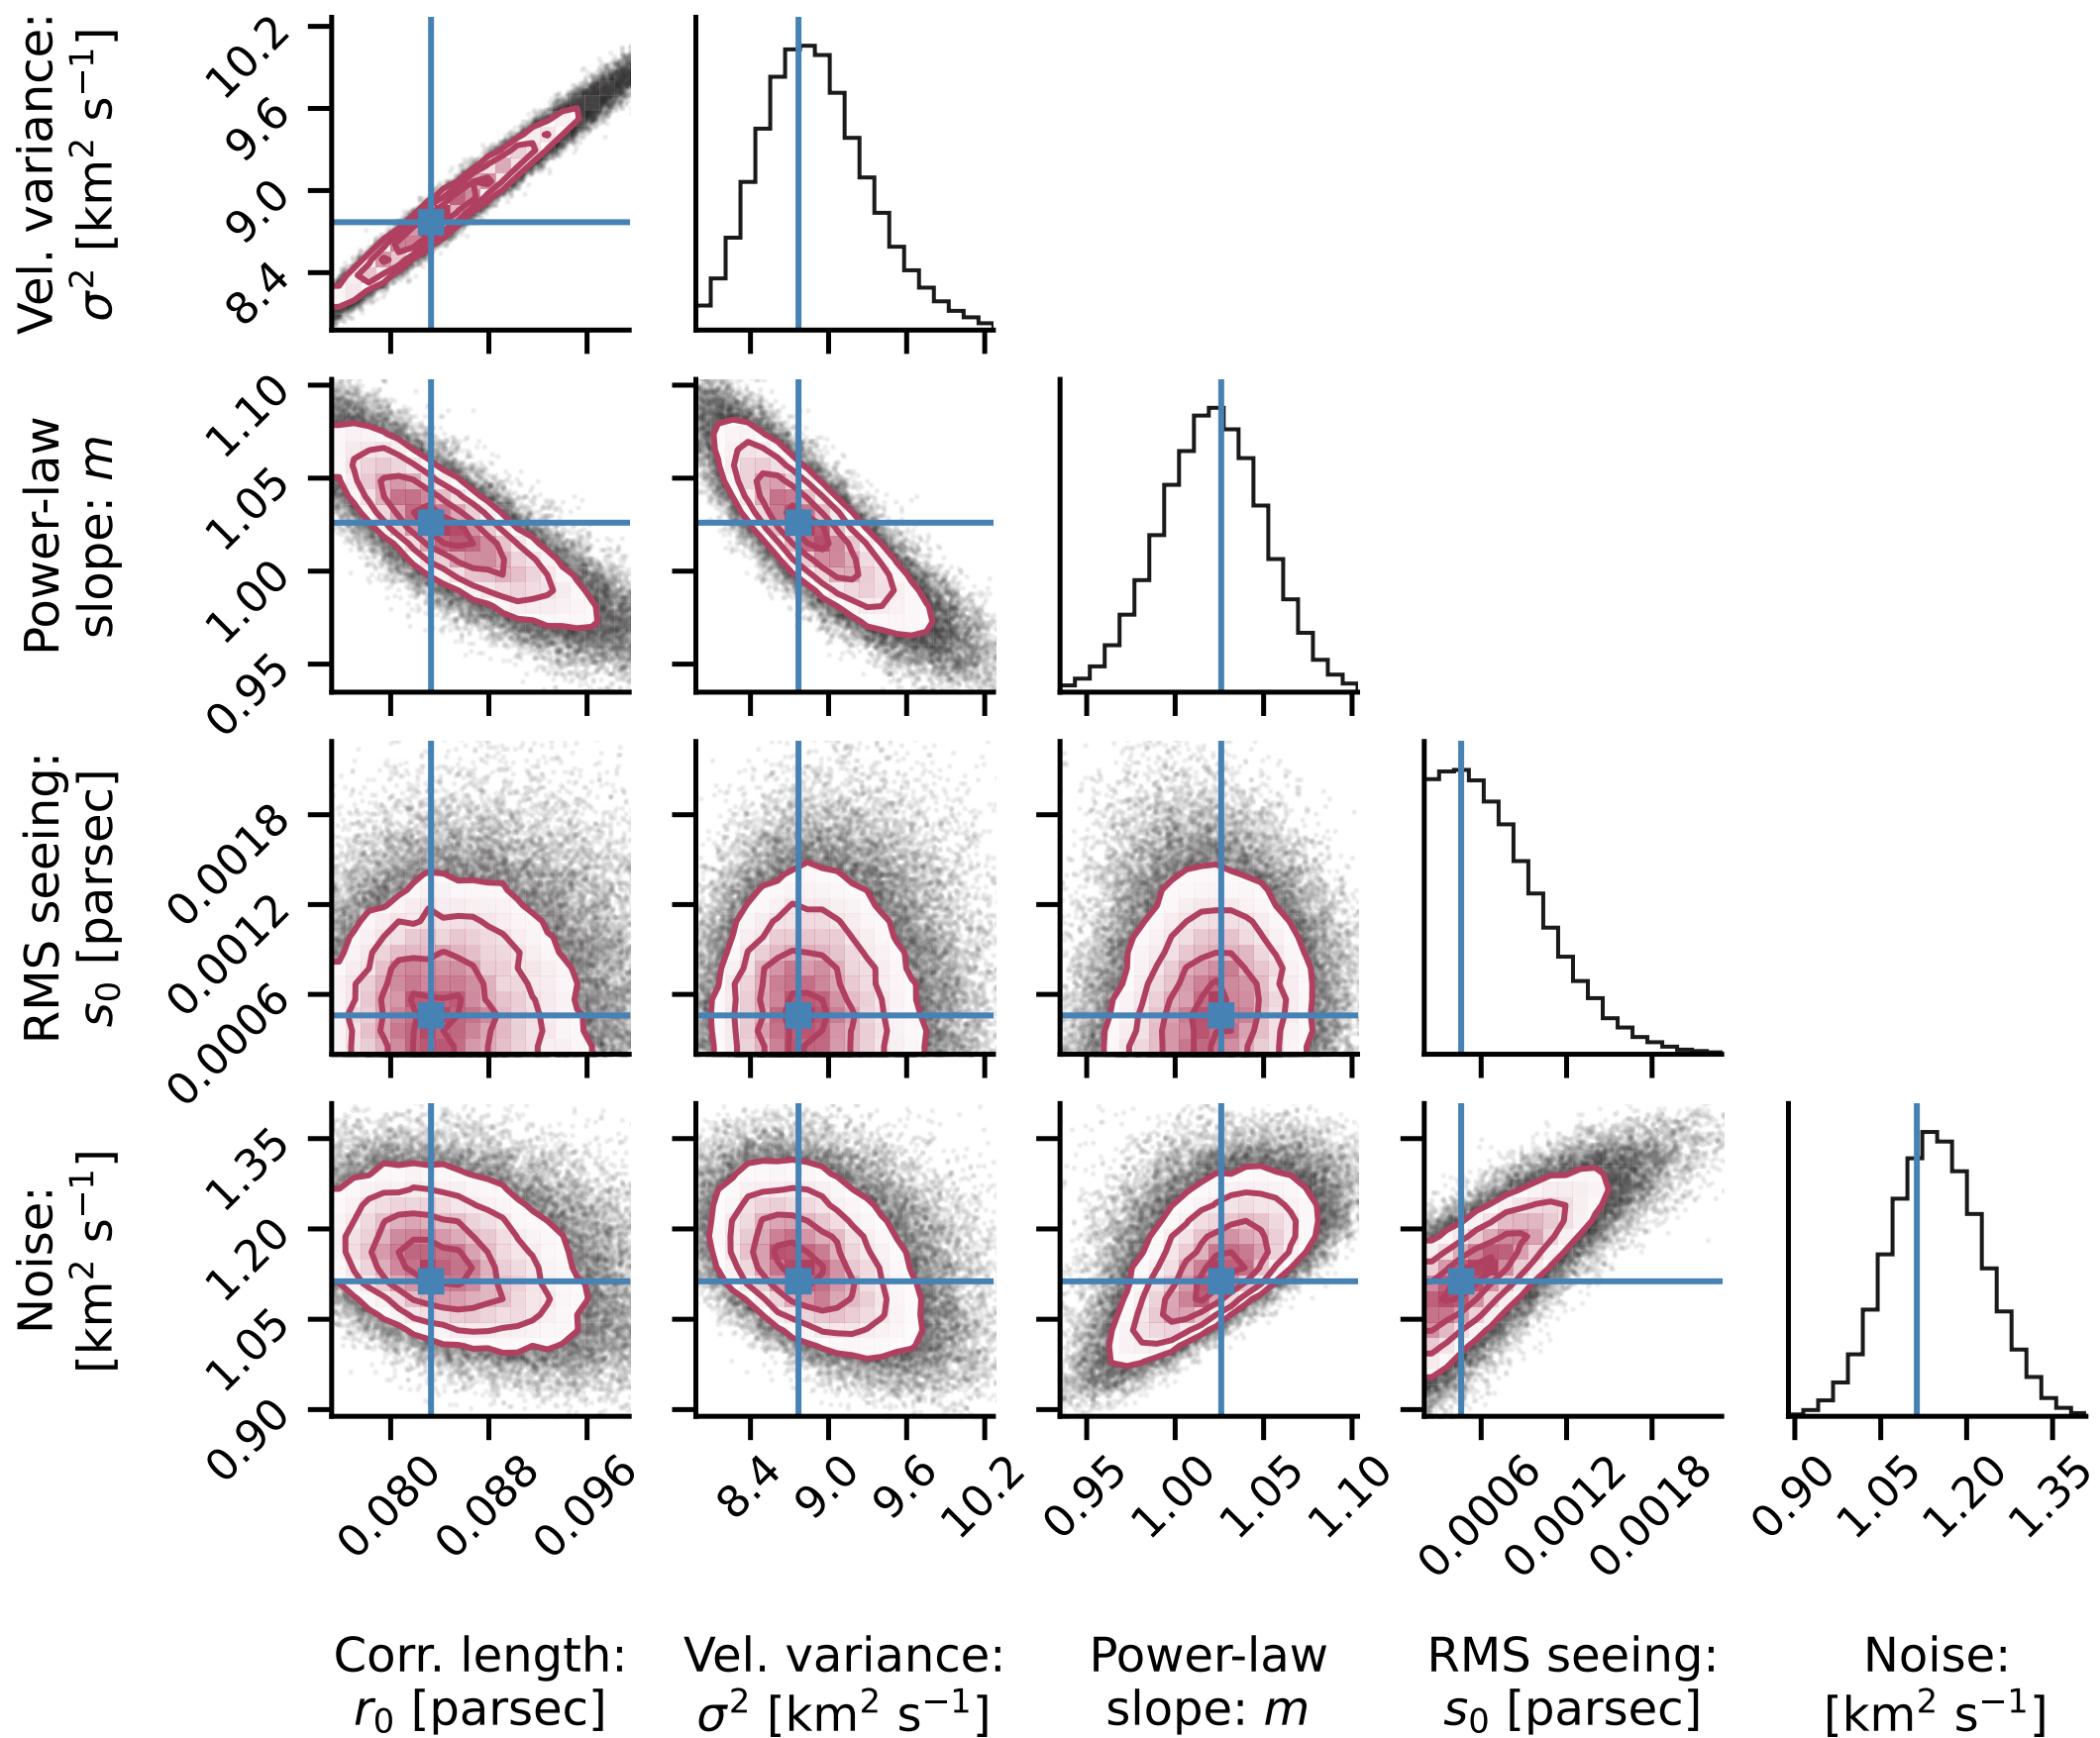 Vel. variance:
σ² [km² s⁻¹]
10.2
9.6
9.0
8.4
Power-law
slope: m
1.10
1.05
1.00
0.95
RMS seeing:
s₀ [parsec]
0.0018
0.0012
0.0006
Noise:
[km² s⁻¹]
1.35
1.20
1.05
0.90
0.080 0.088 0.096 8.4 9.0 9.6 10.2 0.95 1.00 1.05 1.10 0.0006 0.0012 0.0018 0.90 1.05 1.20 1.35
Corr. length:
r₀ [parsec]
Vel. variance:
σ² [km² s⁻¹]
Power-law
slope: m
RMS seeing:
s₀ [parsec]
Noise:
[km² s⁻¹]